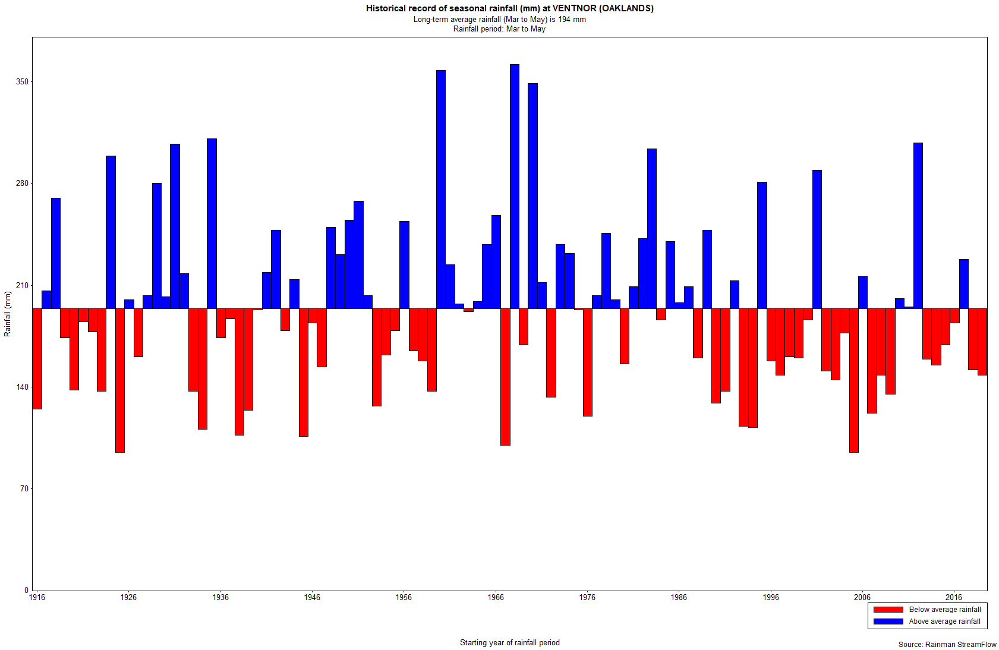 Historical record of seasonal rainfall (mm) at VENTNOR (OAKLANDS)
Long-term average rainfall (Mar to May) is 194 mm
Rainfall period: Mar to May
350
280
210
140
70
0
Rainfall (mm)
1916 1926 1936 1946 1956 1966 1976 1986 1996 2006 2016
Below average rainfall
Above average rainfall
Starting year of rainfall period
Source: Rainman StreamFlow